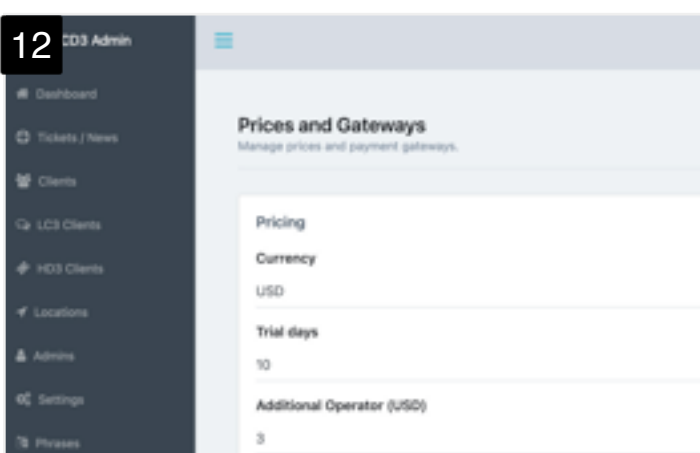 12
CD3 Admin
Dashboard
Tickets / News
Clients
LC3 Clients
HD3 Clients
Locations
Admins
Settings
Phrases
Prices and Gateways
Manage prices and payment gateways.
Pricing
Currency
USD
Trial days
10
Additional Operator (USD)
3